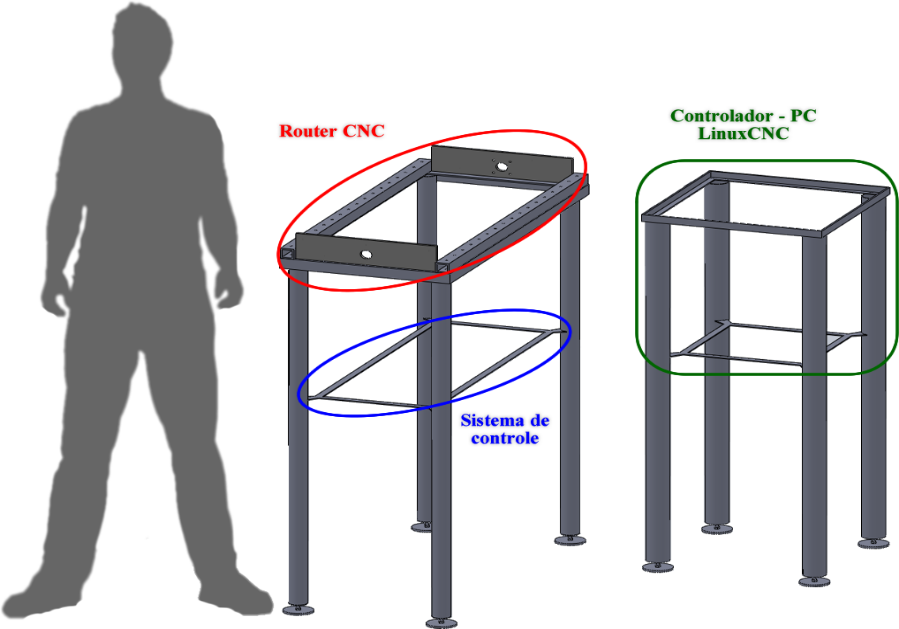 Router CNC
Controlador - PC
LinuxCNC
Sistema de
controle